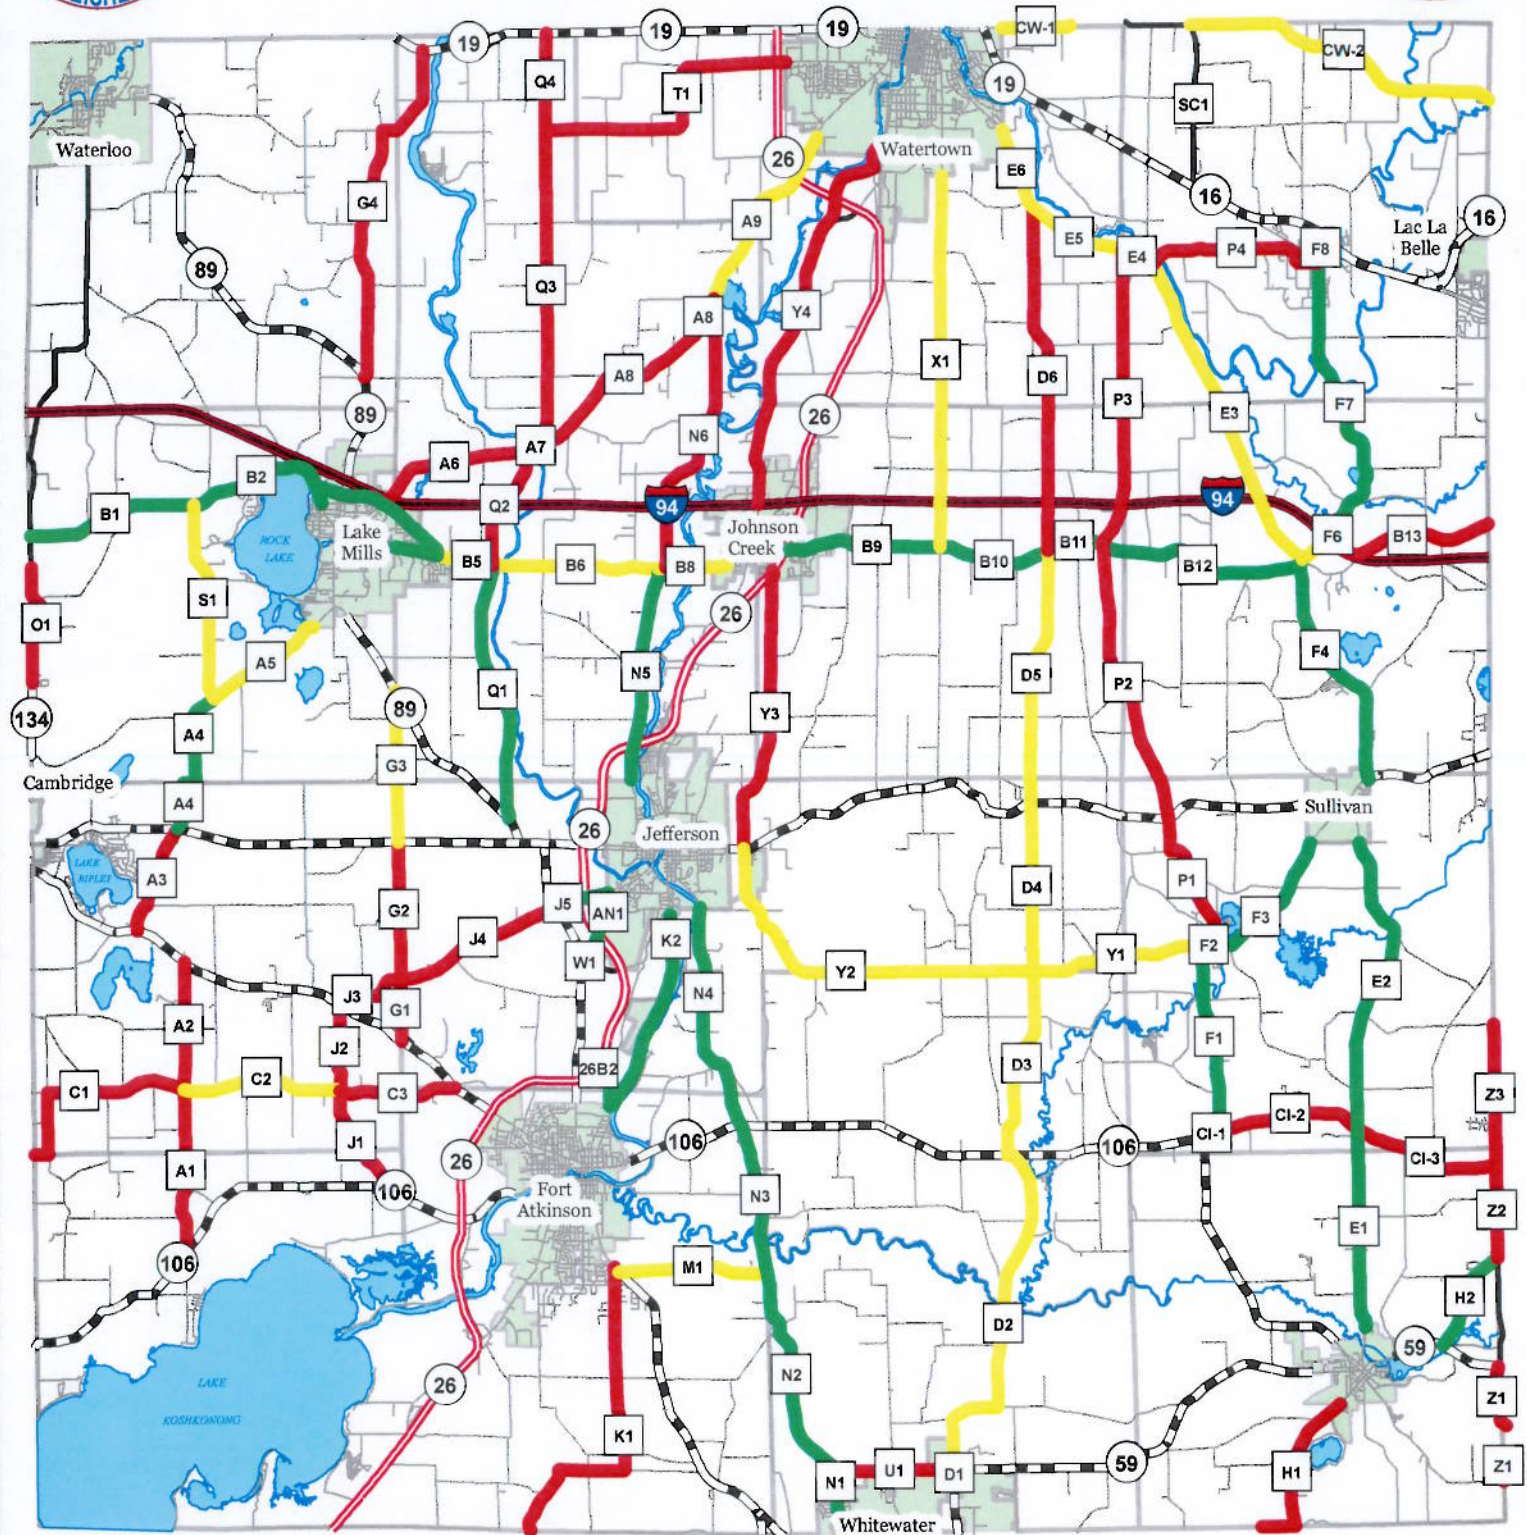 19
19
19
CW-1
CW-2
Q4
T1
19
SC1
Waterloo
Watertown
26
E6
16
16
G4
A9
Lac La
Belle
E5
E4
P4
F8
89
Q3
Y4
A8
X1
A8
D6
P3
F7
89
26
E3
N6
A7
A6
B2
94
94
Q2
B1
Johnson
Creek
Lake
Mills
ROCK
LAKE
B9
B11
F6
B13
B5
B6
B8
B10
B12
S1
O1
26
F4
A5
N5
D5
Q1
P2
134
89
Y3
A4
G3
Cambridge
A4
Sullivan
26
Jefferson
LAKE
RIPLEY
A3
P1
D4
J5
G2
AN1
F3
J4
K2
F2
W1
Y1
Y2
E2
J3
N4
G1
A2
F1
J2
D3
26B2
C2
C1
C3
Z3
CI-2
CI-1
J1
106
106
CI-3
26
A1
106
Fort
Atkinson
N3
Z2
E1
106
M1
H2
D2
59
N2
LAKE
KOSHKONONG
26
Z1
K1
59
U1
D1
N1
H1
Z1
Whitewater